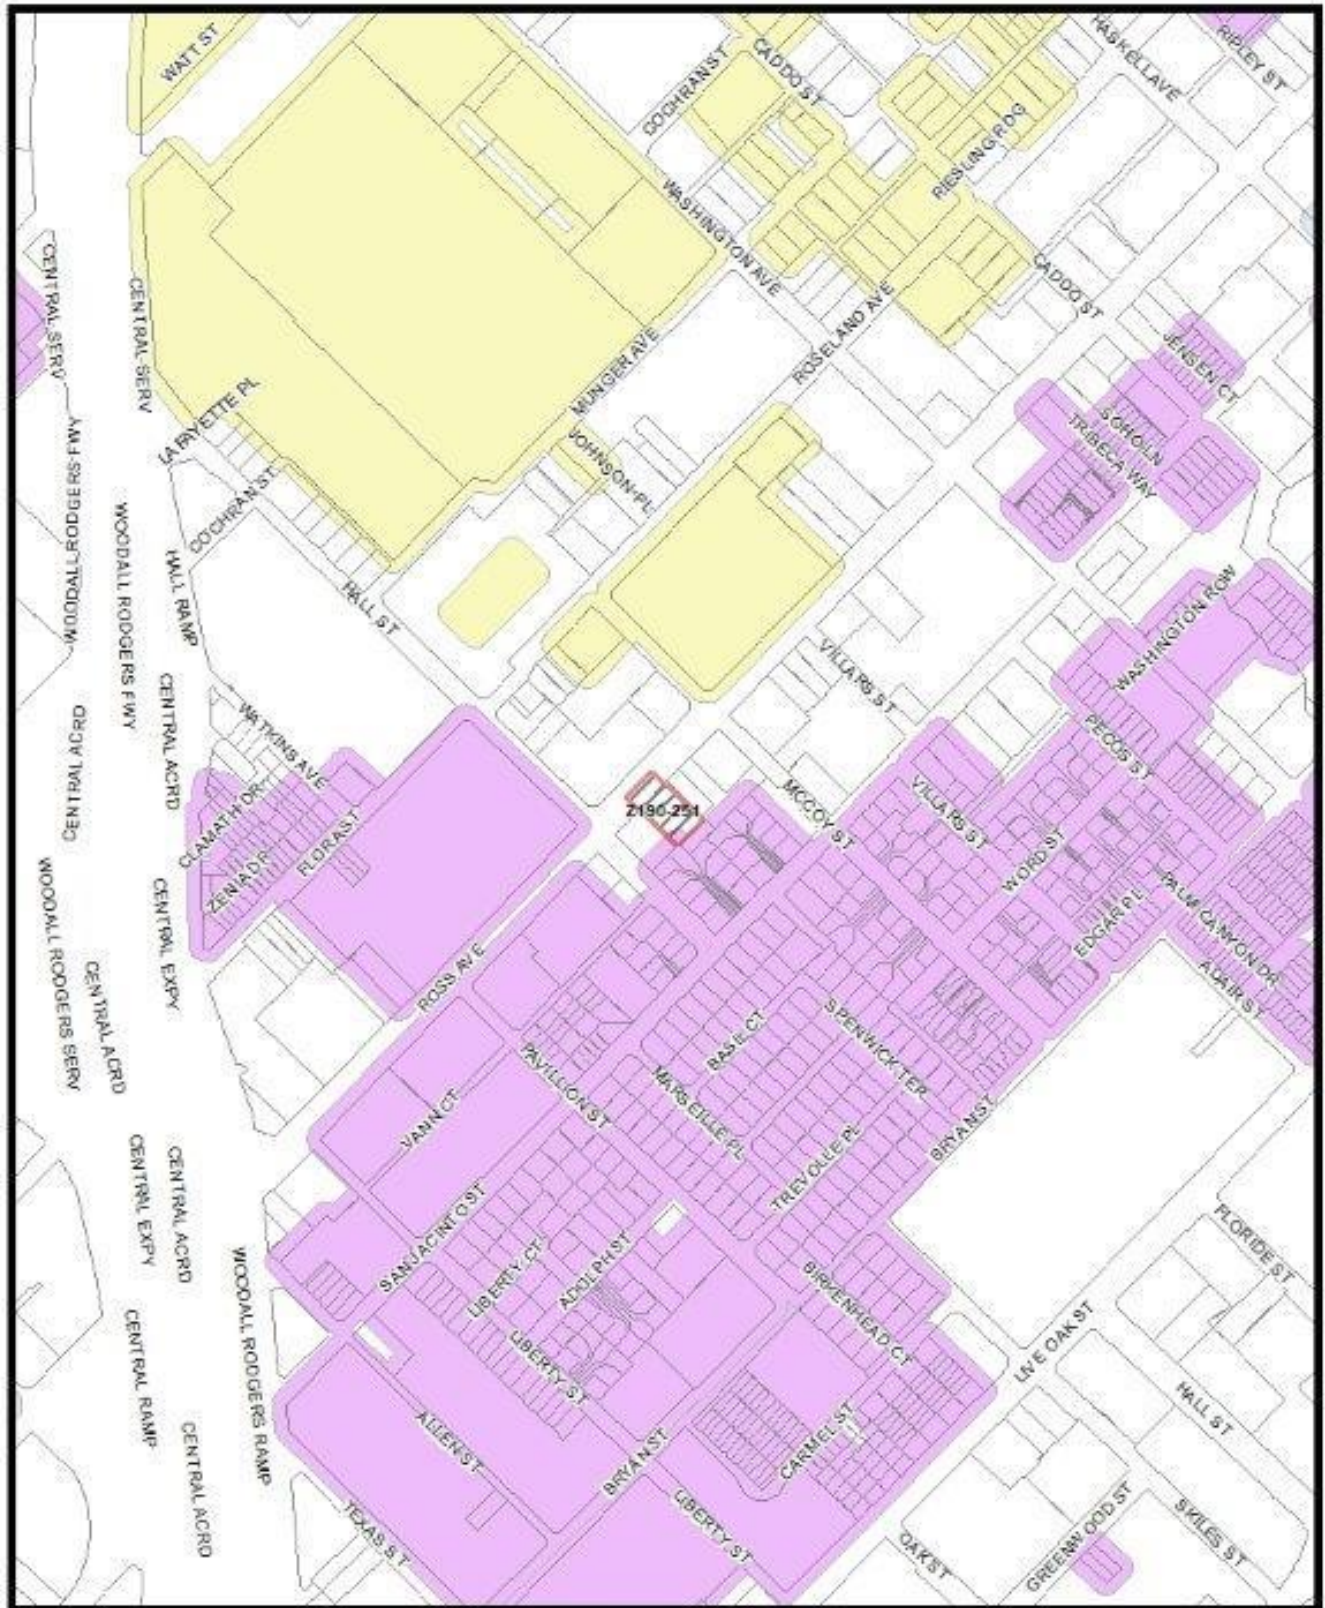 WATT ST
COCHRAN ST
CADDO ST
HASKELL AVE
RIPLEY ST
RIESLING RDG
WASHINGTON AVE
CENTRAL SERV
CENTRAL SERV
CADDO ST
ROSELAND AVE
MUNGER AVE
JENSEN CT
LAFAYETTE PL
JOHNSON PL
SOHO LN
TRIBECA WAY
WOODALL RODGERS FWY
COCHRAN ST
WOODALL RODGERS FWY
HALL RAMP
HALL ST
WASHINGTON ROW
VILLARS ST
CENTRAL ACRD
CENTRAL ACRD
WATKINS AVE
PECOS ST
CLAMATH DR
FLORA ST
Z190-251
MCCOY ST
VILLARS ST
WORD ST
ZENIA DR
CENTRAL EXPY
WOODALL RODGERS SERV
CENTRAL ACRD
EDGAR PL
PALM CANYON DR
ADAIR ST
ROSS AVE
BASIL CT
SPENWICK TER
PAVILLION ST
MARSEILLE PL
VANN CT
BRYAN ST
TREVOLLE PL
CENTRAL EXPY
CENTRAL ACRD
SAN JACINTO ST
LIBERTY CT
ADOLPH ST
FLORIDE ST
WOODALL RODGERS RAMP
BIRKENHEAD CT
CENTRAL RAMP
LIBERTY ST
LIVE OAK ST
HALL ST
ALLEN ST
CARMEL ST
BRYAN ST
CENTRAL ACRD
TEXAS ST
LIBERTY ST
OAK ST
GREENWOOD ST
SKILES ST